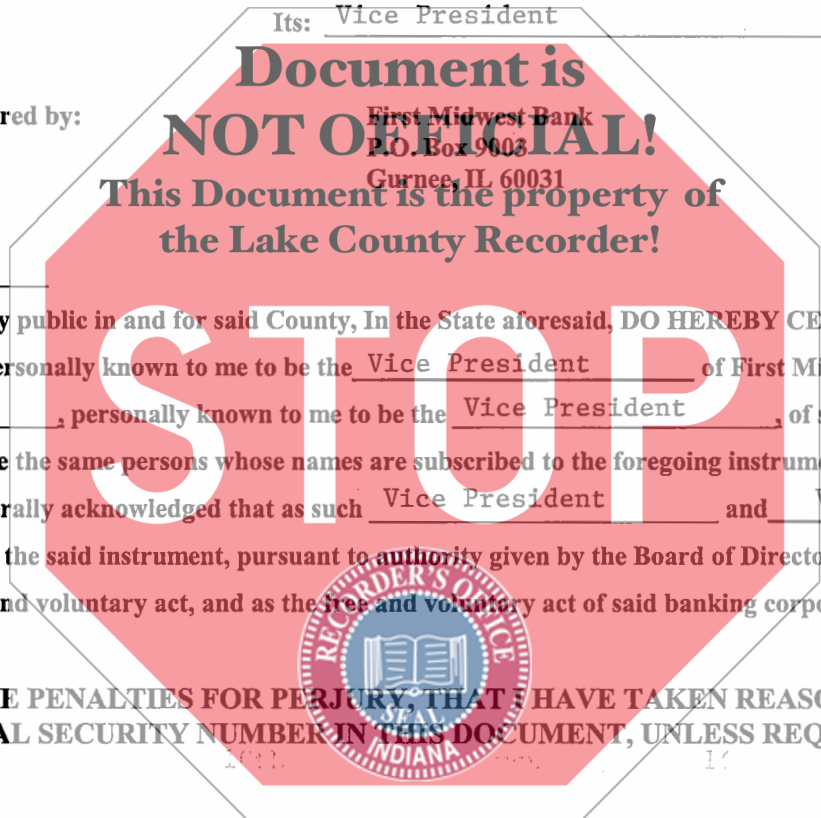 Its: Vice President
Document is
red by: First Midwest Bank
NOT OFFICIAL!
P.O. Box 9003
Gurnee, IL 60031
This Document is the property of
the Lake County Recorder!
STOP
y public in and for said County, In the State aforesaid, DO HEREBY CE
ersonally known to me to be the Vice President of First Mi
, personally known to me to be the Vice President , of s
e the same persons whose names are subscribed to the foregoing instrume
rally acknowledged that as such Vice President and V
the said instrument, pursuant to authority given by the Board of Directo
nd voluntary act, and as the free and voluntary act of said banking corpo
RECORDER'S OFFICE
SEAL
INDIANA
E PENALTIES FOR PERJURY, THAT I HAVE TAKEN REASO
AL SECURITY NUMBER IN THIS DOCUMENT, UNLESS REQ